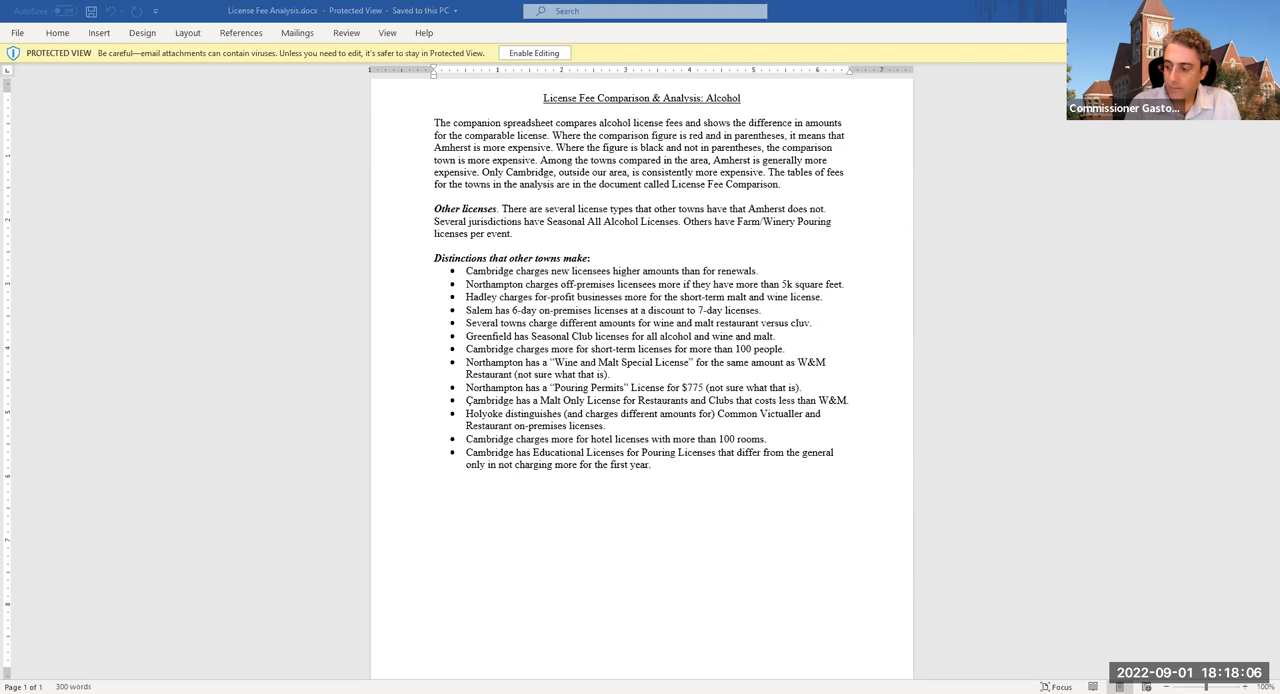 AutoSave Off License Fee Analysis.docx - Protected View - Saved to this PC Search
File Home Insert Design Layout References Mailings Review View Help
PROTECTED VIEW Be careful—email attachments can contain viruses. Unless you need to edit, it's safer to stay in Protected View. Enable Editing
1 1 2 3 4 5 6 7
Commissioner Gasto...
License Fee Comparison & Analysis: Alcohol
The companion spreadsheet compares alcohol license fees and shows the difference in amounts
for the comparable license. Where the comparison figure is red and in parentheses, it means that
Amherst is more expensive. Where the figure is black and not in parentheses, the comparison
town is more expensive. Among the towns compared in the area, Amherst is generally more
expensive. Only Cambridge, outside our area, is consistently more expensive. The tables of fees
for the towns in the analysis are in the document called License Fee Comparison.
Other licenses. There are several license types that other towns have that Amherst does not.
Several jurisdictions have Seasonal All Alcohol Licenses. Others have Farm/Winery Pouring
licenses per event.
Distinctions that other towns make:
• Cambridge charges new licensees higher amounts than for renewals.
• Northampton charges off-premises licensees more if they have more than 5k square feet.
• Hadley charges for-profit businesses more for the short-term malt and wine license.
• Salem has 6-day on-premises licenses at a discount to 7-day licenses.
• Several towns charge different amounts for wine and malt restaurant versus cluv.
• Greenfield has Seasonal Club licenses for all alcohol and wine and malt.
• Cambridge charges more for short-term licenses for more than 100 people.
• Northampton has a “Wine and Malt Special License” for the same amount as W&M
Restaurant (not sure what that is).
• Northampton has a “Pouring Permits” License for $775 (not sure what that is).
• Cambridge has a Malt Only License for Restaurants and Clubs that costs less than W&M.
• Holyoke distinguishes (and charges different amounts for) Common Victualler and
Restaurant on-premises licenses.
• Cambridge charges more for hotel licenses with more than 100 rooms.
• Cambridge has Educational Licenses for Pouring Licenses that differ from the general
only in not charging more for the first year.
2022-09-01 18:18:06
Page 1 of 1 300 words Focus 100%